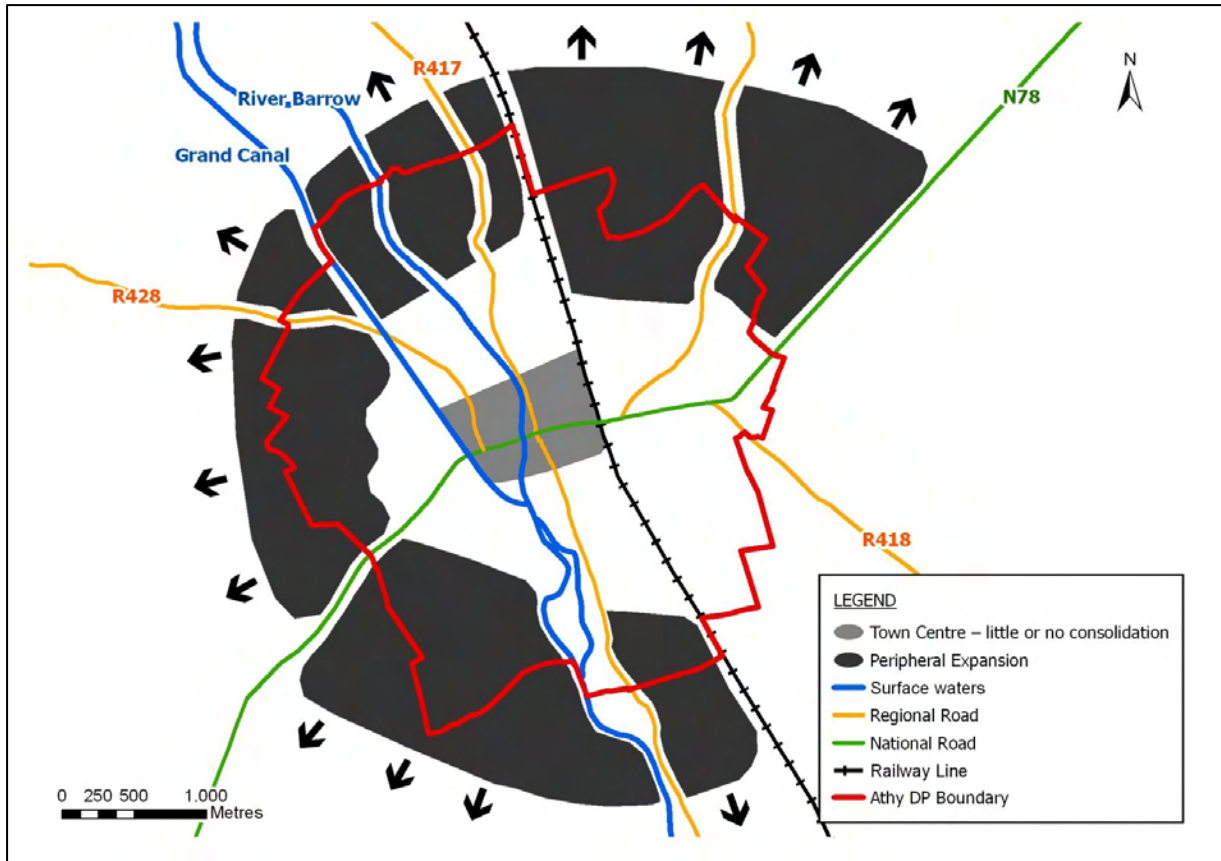 R417
N
River Barrow
N78
Grand Canal
R428
R418
LEGEND
Town Centre – little or no consolidation
Peripheral Expansion
Surface waters
Regional Road
National Road
Railway Line
Athy DP Boundary
0 250 500 1,000
Metres